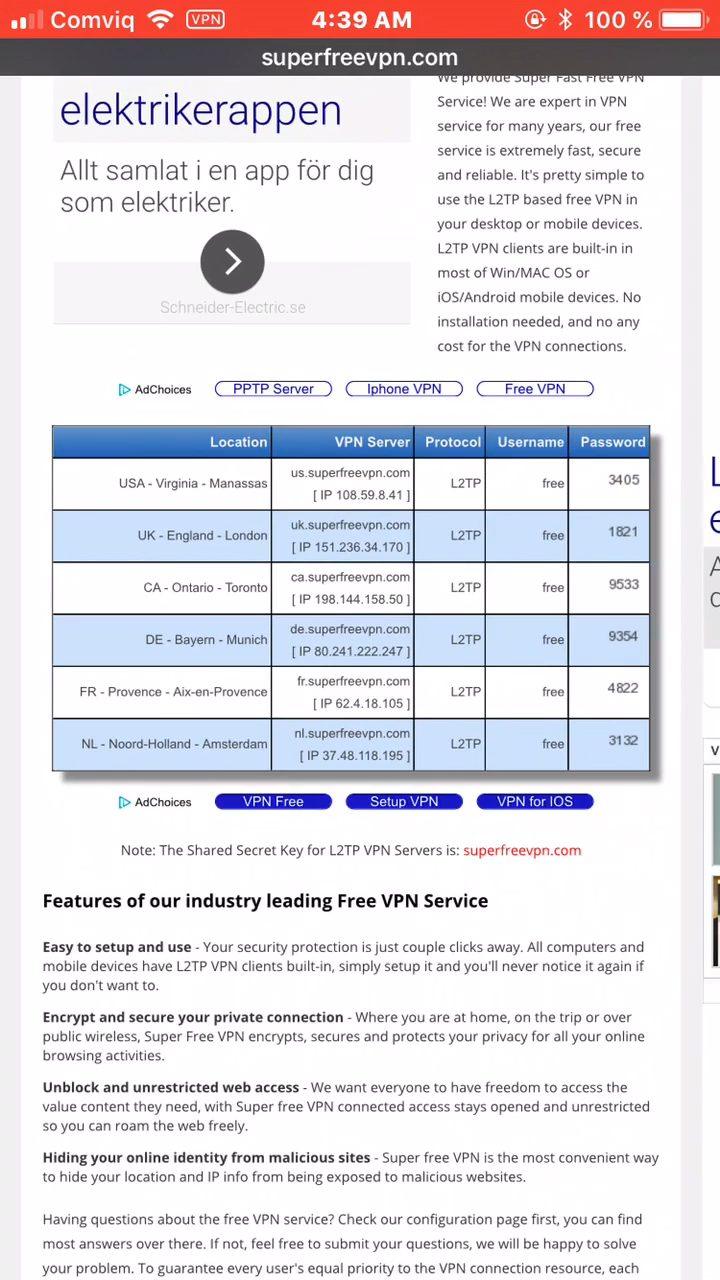 Comviq VPN 4:39 AM 100 %
superfreevpn.com
elektrikerappen
Allt samlat i en app för dig
som elektriker.
Schneider-Electric.se
We provide Super Fast Free VPN
Service! We are expert in VPN
service for many years, our free
service is extremely fast, secure
and reliable. It's pretty simple to
use the L2TP based free VPN in
your desktop or mobile devices.
L2TP VPN clients are built-in in
most of Win/MAC OS or
iOS/Android mobile devices. No
installation needed, and no any
cost for the VPN connections.
AdChoices PPTP Server Iphone VPN Free VPN
Location VPN Server Protocol Username Password
USA - Virginia - Manassas us.superfreevpn.com [ IP 108.59.8.41 ] L2TP free 3405
UK - England - London uk.superfreevpn.com [ IP 151.236.34.170 ] L2TP free 1821
CA - Ontario - Toronto ca.superfreevpn.com [ IP 198.144.158.50 ] L2TP free 9533
DE - Bayern - Munich de.superfreevpn.com [ IP 80.241.222.247 ] L2TP free 9354
FR - Provence - Aix-en-Provence fr.superfreevpn.com [ IP 62.4.18.105 ] L2TP free 4822
NL - Noord-Holland - Amsterdam nl.superfreevpn.com [ IP 37.48.118.195 ] L2TP free 3132
AdChoices VPN Free Setup VPN VPN for IOS
Note: The Shared Secret Key for L2TP VPN Servers is: superfreevpn.com
Features of our industry leading Free VPN Service
Easy to setup and use - Your security protection is just couple clicks away. All computers and
mobile devices have L2TP VPN clients built-in, simply setup it and you'll never notice it again if
you don't want to.
Encrypt and secure your private connection - Where you are at home, on the trip or over
public wireless, Super Free VPN encrypts, secures and protects your privacy for all your online
browsing activities.
Unblock and unrestricted web access - We want everyone to have freedom to access the
value content they need, with Super free VPN connected access stays opened and unrestricted
so you can roam the web freely.
Hiding your online identity from malicious sites - Super free VPN is the most convenient way
to hide your location and IP info from being exposed to malicious websites.
Having questions about the free VPN service? Check our configuration page first, you can find
most answers over there. If not, feel free to submit your questions, we will be happy to solve
your problem. To guarantee every user's equal priority to the VPN connection resource, each